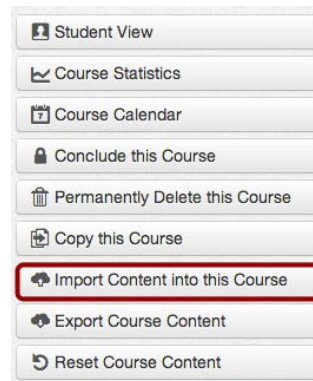 Student View
Course Statistics
7 Course Calendar
Conclude this Course
Permanently Delete this Course
Copy this Course
Import Content into this Course
Export Course Content
Reset Course Content